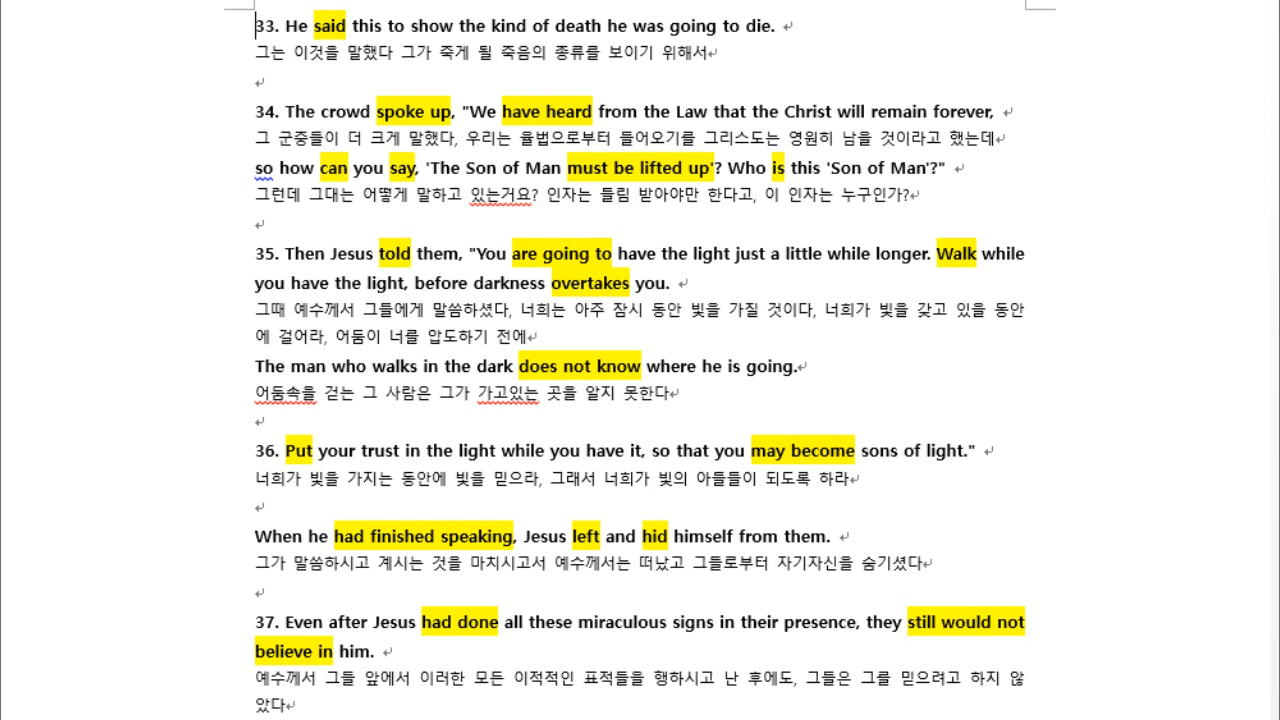 33. He said this to show the kind of death he was going to die.
그는 이것을 말했다 그가 죽게 될 죽음의 종류를 보이기 위해서
34. The crowd spoke up, "We have heard from the Law that the Christ will remain forever,
그 군중들이 더 크게 말했다, 우리는 율법으로부터 들어오기를 그리스도는 영원히 남을 것이라고 했는데
so how can you say, 'The Son of Man must be lifted up'? Who is this 'Son of Man'?"
그런데 그대는 어떻게 말하고 있는거요? 인자는 들림 받아야만 한다고, 이 인자는 누구인가?
35. Then Jesus told them, "You are going to have the light just a little while longer. Walk while
you have the light, before darkness overtakes you.
그때 예수께서 그들에게 말씀하셨다, 너희는 아주 잠시 동안 빛을 가질 것이다, 너희가 빛을 갖고 있을 동안
에 걸어라, 어둠이 너를 압도하기 전에
The man who walks in the dark does not know where he is going.
어둠속을 걷는 그 사람은 그가 가고있는 곳을 알지 못한다
36. Put your trust in the light while you have it, so that you may become sons of light."
너희가 빛을 가지는 동안에 빛을 믿으라, 그래서 너희가 빛의 아들들이 되도록 하라
When he had finished speaking, Jesus left and hid himself from them.
그가 말씀하시고 계시는 것을 마치시고서 예수께서는 떠났고 그들로부터 자기자신을 숨기셨다
37. Even after Jesus had done all these miraculous signs in their presence, they still would not
believe in him.
예수께서 그들 앞에서 이러한 모든 이적적인 표적들을 행하시고 난 후에도, 그들은 그를 믿으려고 하지 않
았다